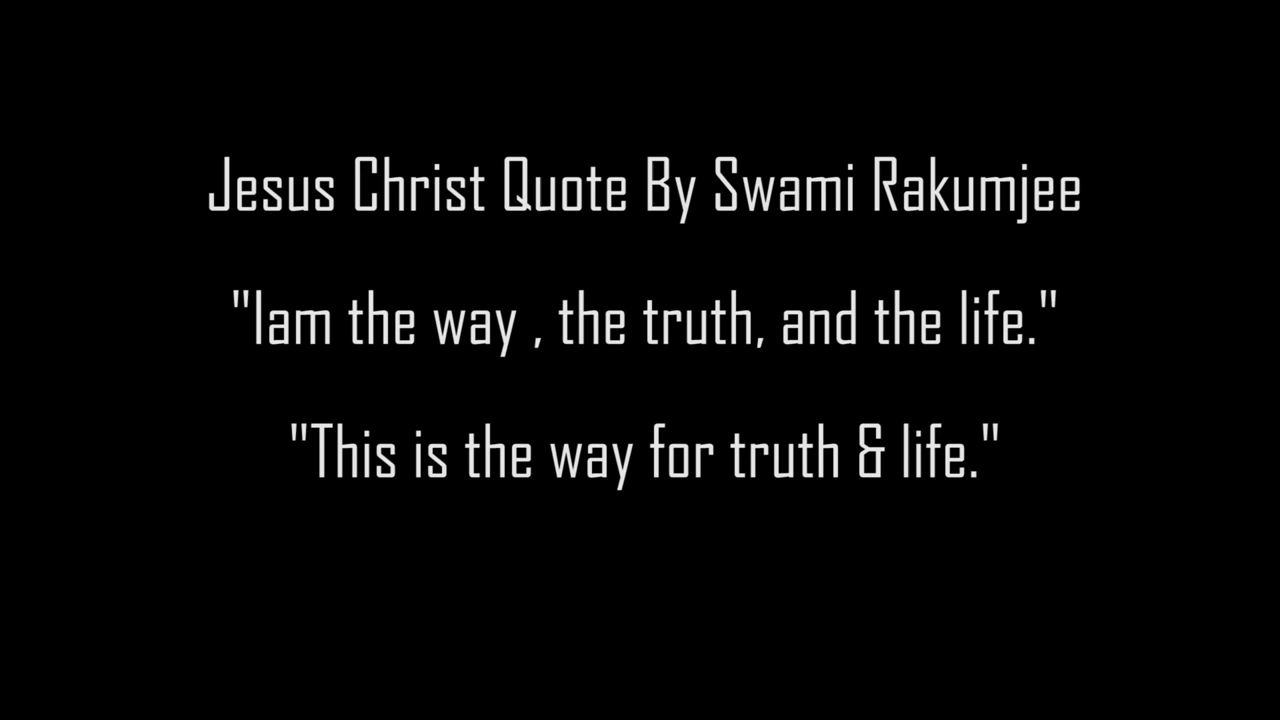 Jesus Christ Quote By Swami Rakumjee
"Iam the way , the truth, and the life."
"This is the way for truth & life."